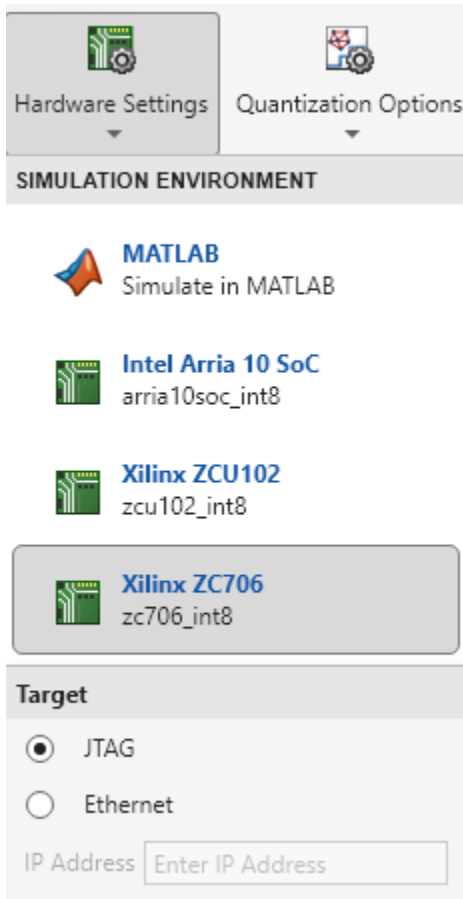 Hardware Settings
Quantization Options
SIMULATION ENVIRONMENT
MATLAB
Simulate in MATLAB
Intel Arria 10 SoC
arria10soc_int8
Xilinx ZCU102
zcu102_int8
Xilinx ZC706
zc706_int8
Target
JTAG
Ethernet
IP Address Enter IP Address